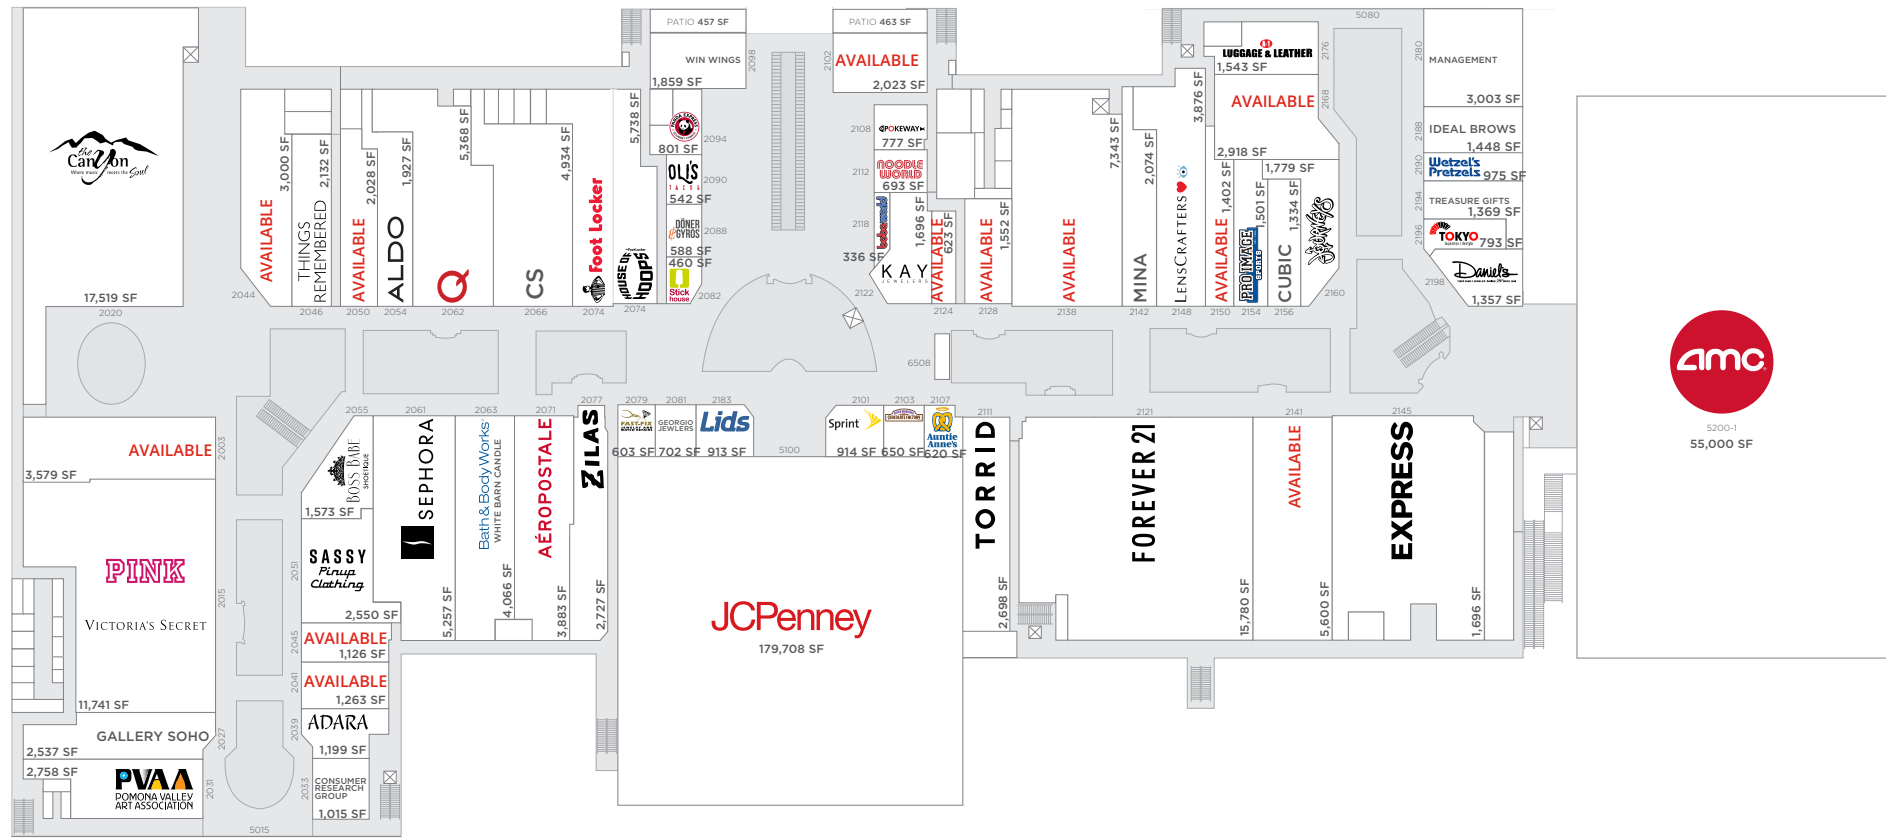 PATIO 457 SF
PATIO 463 SF
5080
WIN WINGS
1,859 SF
2098
2102
AVAILABLE
2,023 SF
LUGGAGE & LEATHER
1,543 SF
2176
2180
MANAGEMENT
3,003 SF
the Canyon
Where music meets the Soul
17,519 SF
2020
AVAILABLE
3,000 SF
2044
THINGS REMEMBERED
2,132 SF
2046
AVAILABLE
2,028 SF
2050
ALDO
1,927 SF
2054
Q
5,368 SF
2062
CS
4,934 SF
2066
Foot Locker
2074
HOUSE OF HOOPS
5,738 SF
2074
PANDA EXPRESS
801 SF
2094
OLI'S
TACOS
542 SF
2090
DÖNER
& GYROS
588 SF
2088
460 SF
Stick
house
2082
2108
POKEWAY
777 SF
2112
NOODLE
WORLD
693 SF
2118
336 SF
KAY
JEWELERS
1,696 SF
2122
AVAILABLE
623 SF
2124
AVAILABLE
1,552 SF
2128
AVAILABLE
7,343 SF
2138
MINA
2,074 SF
2142
LENSCRAFTERS
3,876 SF
2148
AVAILABLE
2,918 SF
2168
AVAILABLE
1,402 SF
2150
PRO IMAGE
SPORTS
1,501 SF
2154
CUBIC
1,334 SF
2156
1,779 SF
2160
2188
IDEAL BROWS
1,448 SF
2190
Wetzel's
Pretzels
975 SF
2194
TREASURE GIFTS
1,369 SF
2196
TOKYO
793 SF
Daniel's
2198
1,357 SF
6508
amc
5200-1
55,000 SF
AVAILABLE
3,579 SF
2003
PINK
VICTORIA'S SECRET
11,741 SF
2015
GALLERY SOHO
2,537 SF
2027
2,758 SF
PVAA
POMONA VALLEY
ART ASSOCIATION
2031
5015
2055
BOSS BABE
SHOETIQUE
1,573 SF
SASSY
Pinup
Clothing
2,550 SF
2051
AVAILABLE
1,126 SF
2045
AVAILABLE
1,263 SF
2041
ADARA
1,199 SF
2039
CONSUMER
RESEARCH
GROUP
1,015 SF
2033
2061
SEPHORA
5,257 SF
2063
Bath & Body Works
WHITE BARN CANDLE
4,066 SF
2071
AÉROPOSTALE
3,883 SF
2077
ZILAS
2,727 SF
2079
FAST-FIX
603 SF
2081
GEORGIO
JEWLERS
702 SF
2183
Lids
913 SF
5100
JCPenney
179,708 SF
2101
Sprint
914 SF
2103
650 SF
2107
Auntie
Anne's
620 SF
2111
TORRID
2,698 SF
2121
FOREVER 21
15,780 SF
2141
AVAILABLE
5,600 SF
2145
EXPRESS
1,696 SF